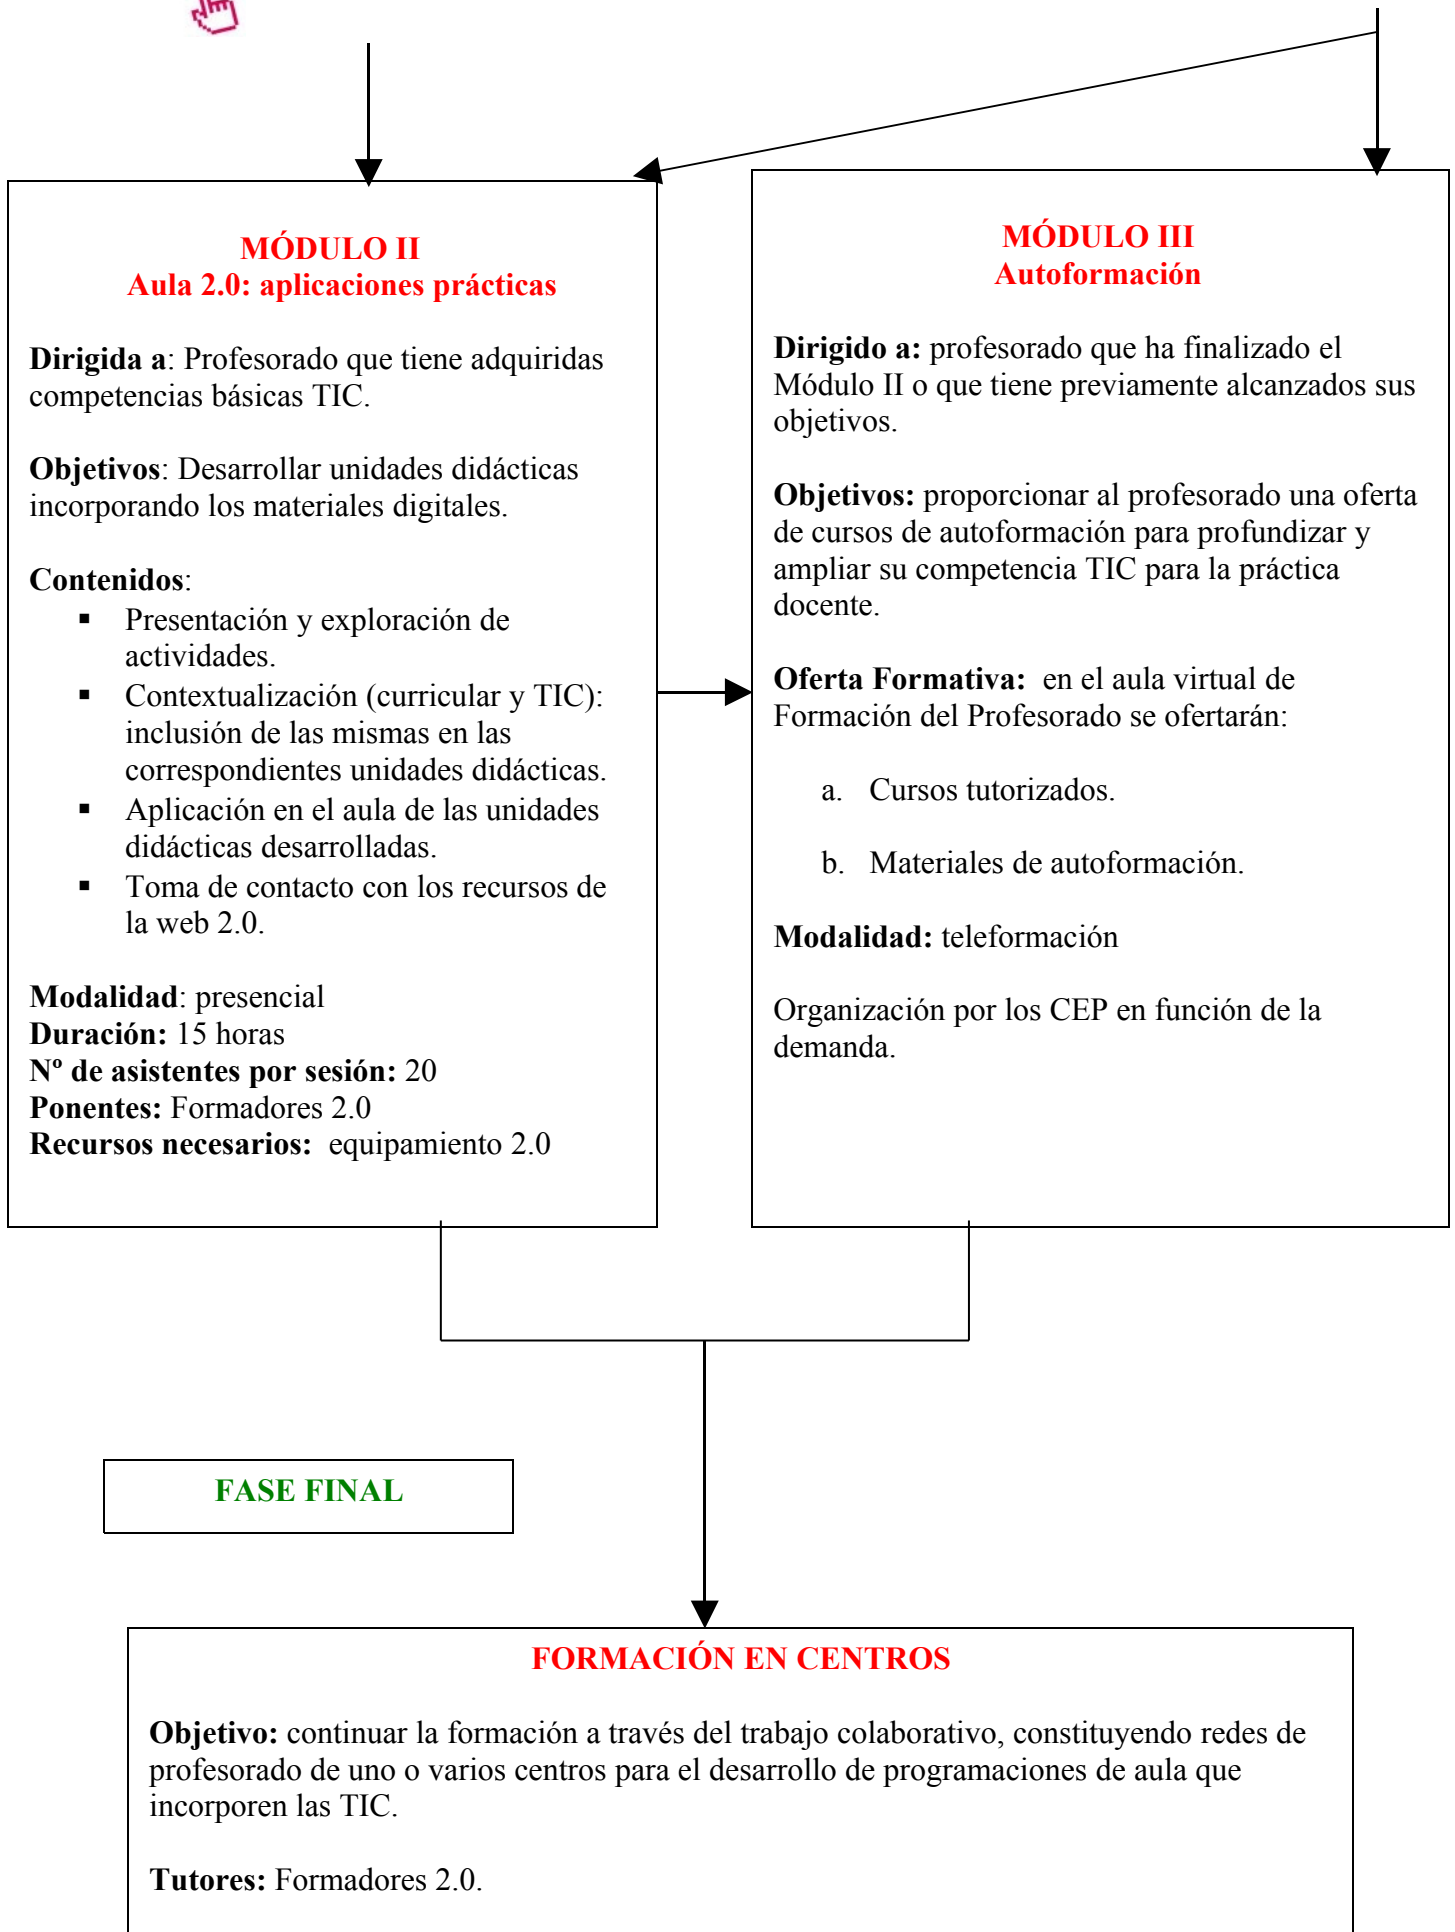 MÓDULO II
Aula 2.0: aplicaciones prácticas
Dirigida a: Profesorado que tiene adquiridas
competencias básicas TIC.
Objetivos: Desarrollar unidades didácticas
incorporando los materiales digitales.
Contenidos:
▪ Presentación y exploración de
actividades.
▪ Contextualización (curricular y TIC):
inclusión de las mismas en las
correspondientes unidades didácticas.
▪ Aplicación en el aula de las unidades
didácticas desarrolladas.
▪ Toma de contacto con los recursos de
la web 2.0.
Modalidad: presencial
Duración: 15 horas
Nº de asistentes por sesión: 20
Ponentes: Formadores 2.0
Recursos necesarios: equipamiento 2.0
MÓDULO III
Autoformación
Dirigido a: profesorado que ha finalizado el
Módulo II o que tiene previamente alcanzados sus
objetivos.
Objetivos: proporcionar al profesorado una oferta
de cursos de autoformación para profundizar y
ampliar su competencia TIC para la práctica
docente.
Oferta Formativa: en el aula virtual de
Formación del Profesorado se ofertarán:
a. Cursos tutorizados.
b. Materiales de autoformación.
Modalidad: teleformación
Organización por los CEP en función de la
demanda.
FASE FINAL
FORMACIÓN EN CENTROS
Objetivo: continuar la formación a través del trabajo colaborativo, constituyendo redes de
profesorado de uno o varios centros para el desarrollo de programaciones de aula que
incorporen las TIC.
Tutores: Formadores 2.0.